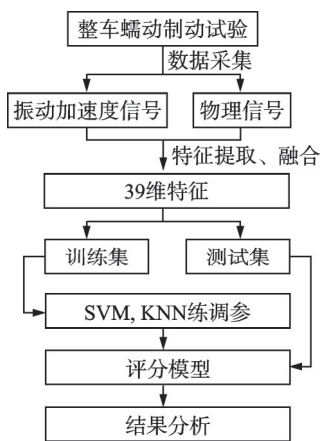 整车蠕动制动试验
数据采集
振动加速度信号
物理信号
特征提取、融合
39维特征
训练集
测试集
SVM, KNN练调参
评分模型
结果分析